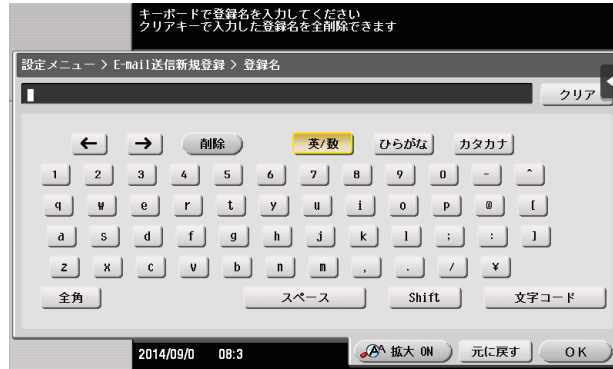 キーボードで登録名を入力してください
クリアキーで入力した登録名を全削除できます
設定メニュー > E-mail送信新規登録 > 登録名
クリア
← → 削除 英/数 ひらがな カタカナ
1 2 3 4 5 6 7 8 9 0 - ^
q w e r t y u i o p @ [
a s d f g h j k l ; : ]
z x c v b n m , . / ¥
全角 スペース Shift 文字コード
2014/09/0 08:3 拡大 ON 元に戻す OK